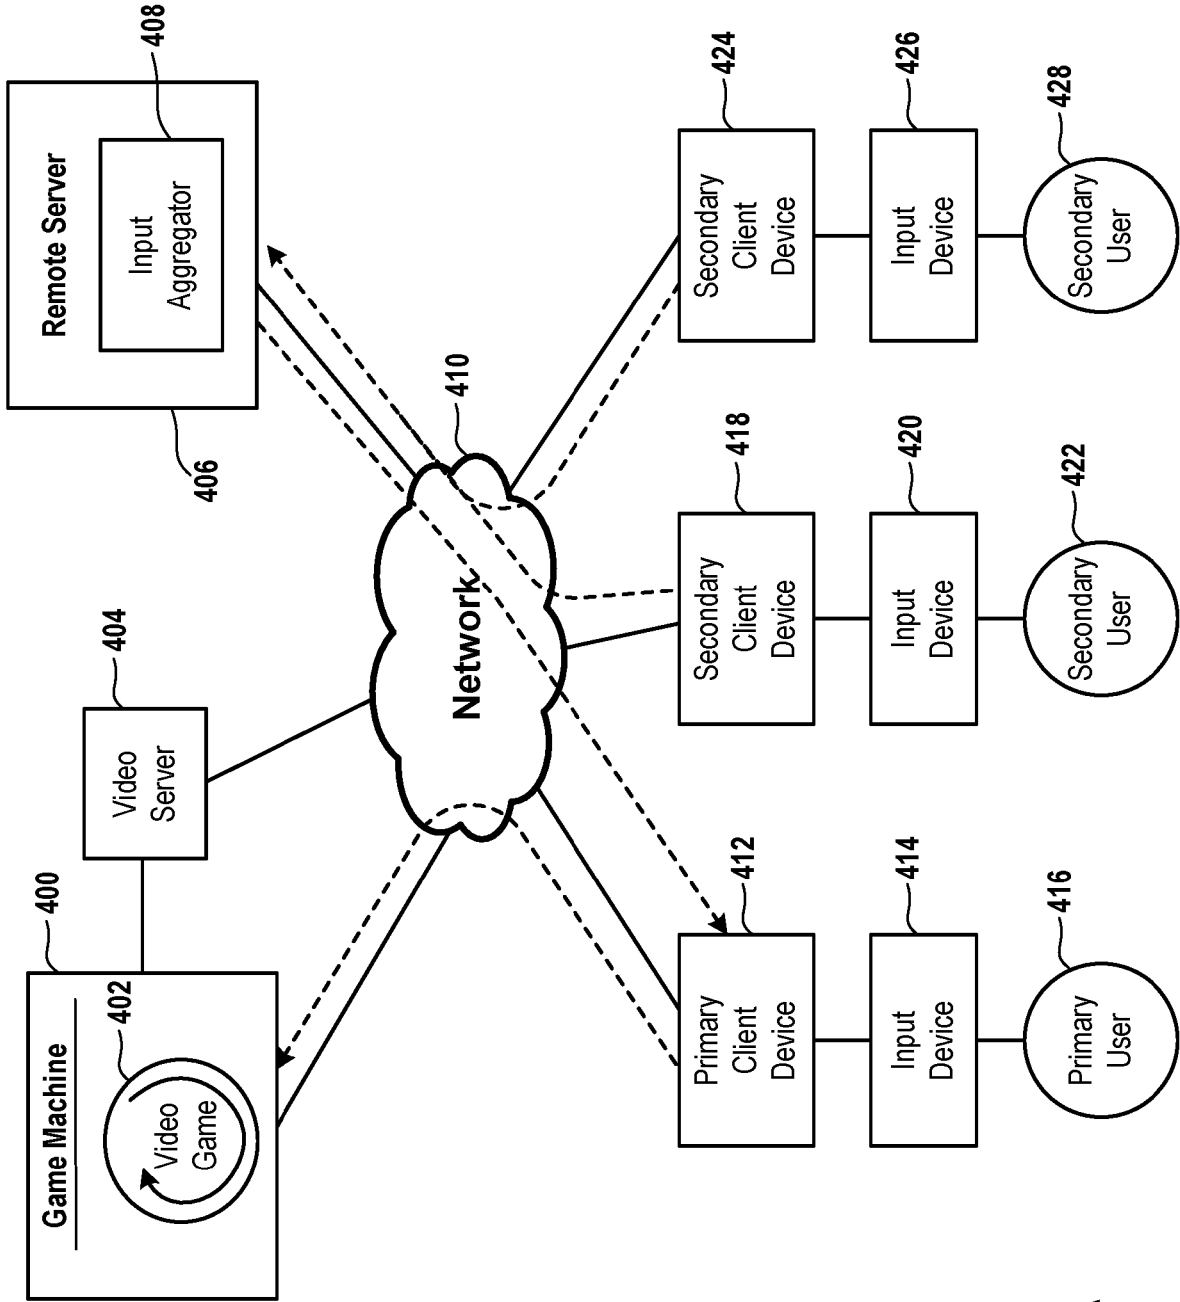 Game Machine
400
402
Video
Game
Video
Server
404
Remote Server
406
Input
Aggregator
408
Network
410
Primary
Client
Device
412
Input
Device
414
Primary
User
416
Secondary
Client
Device
418
Input
Device
420
Secondary
User
422
Secondary
Client
Device
424
Input
Device
426
Secondary
User
428